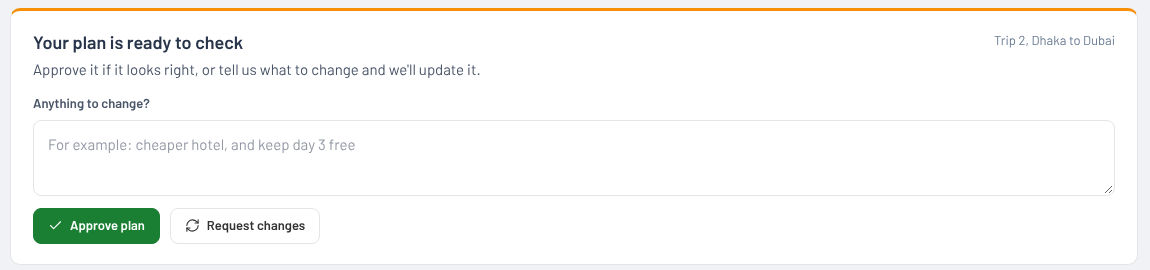 Your plan is ready to check
Trip 2, Dhaka to Dubai
Approve it if it looks right, or tell us what to change and we'll update it.
Anything to change?
For example: cheaper hotel, and keep day 3 free
Approve plan
Request changes